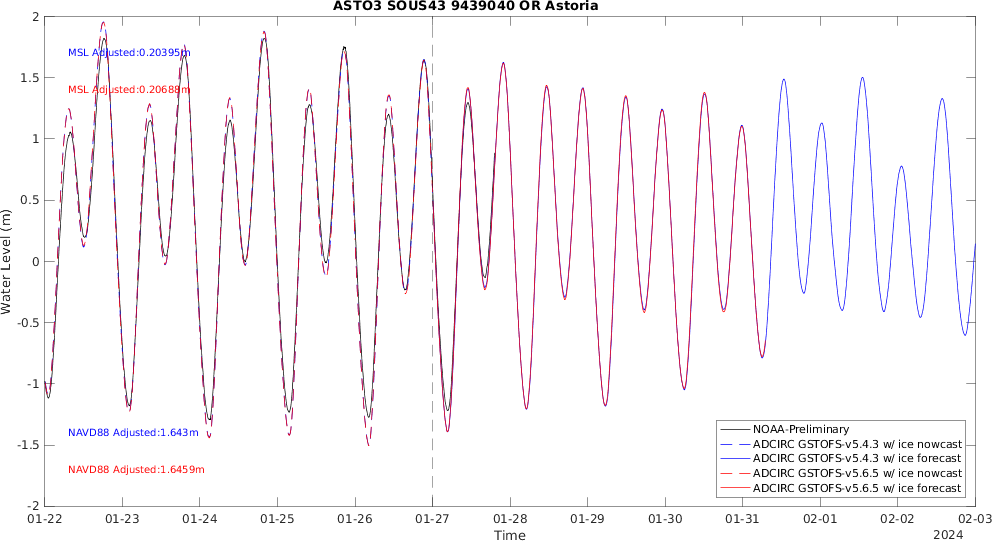 ASTO3 SOUS43 9439040 OR Astoria
2
1.5
1
0.5
0
-0.5
-1
-1.5
-2
Water Level (m)
MSL Adjusted:0.20395m
MSL Adjusted:0.20688m
NAVD88 Adjusted:1.643m
NAVD88 Adjusted:1.6459m
NOAA-Preliminary
ADCIRC GSTOFS-v5.4.3 w/ ice nowcast
ADCIRC GSTOFS-v5.4.3 w/ ice forecast
ADCIRC GSTOFS-v5.6.5 w/ ice nowcast
ADCIRC GSTOFS-v5.6.5 w/ ice forecast
01-22 01-23 01-24 01-25 01-26 01-27 01-28 01-29 01-30 01-31 02-01 02-02 02-03
Time
2024